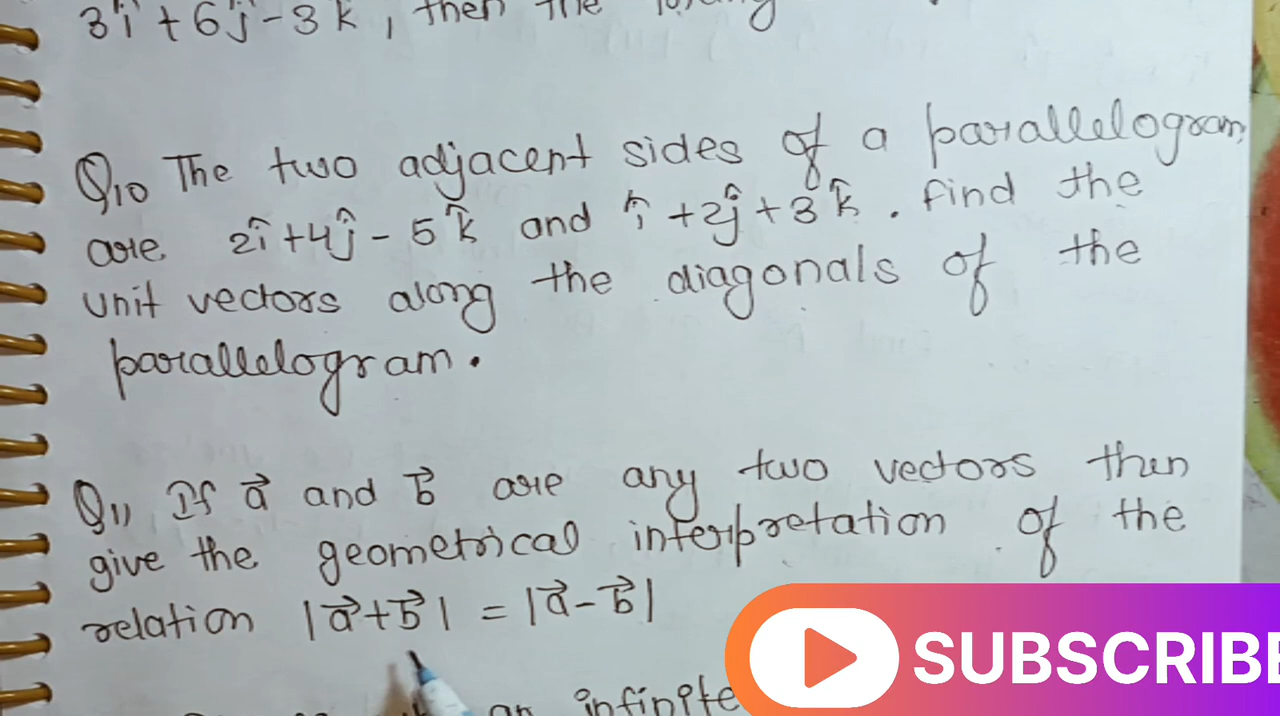 3î + 6ĵ - 3k̂, then the
Q10 The two adjacent sides of a parallelogram
are 2î + 4ĵ - 5k̂ and î + 2ĵ + 3k̂. find the
unit vectors along the diagonals of the
parallelogram.
Q11 If a⃗ and b⃗ are any two vectors then
give the geometrical interpretation of the
relation |a⃗ + b⃗| = |a⃗ - b⃗|
an infinite
SUBSCRIBE